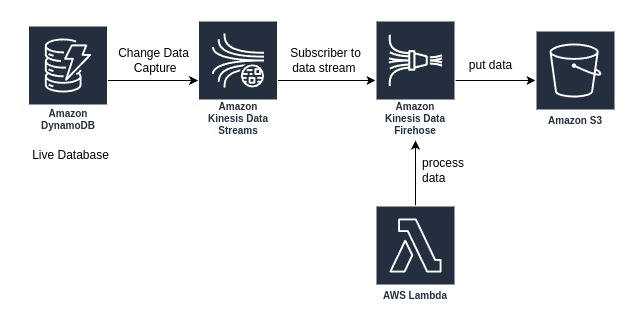 Change Data
Capture
Subscriber to
data stream
put data
Amazon
DynamoDB
Amazon
Kinesis Data
Streams
Amazon
Kinesis Data
Firehose
Amazon S3
Live Database
process
data
AWS Lambda